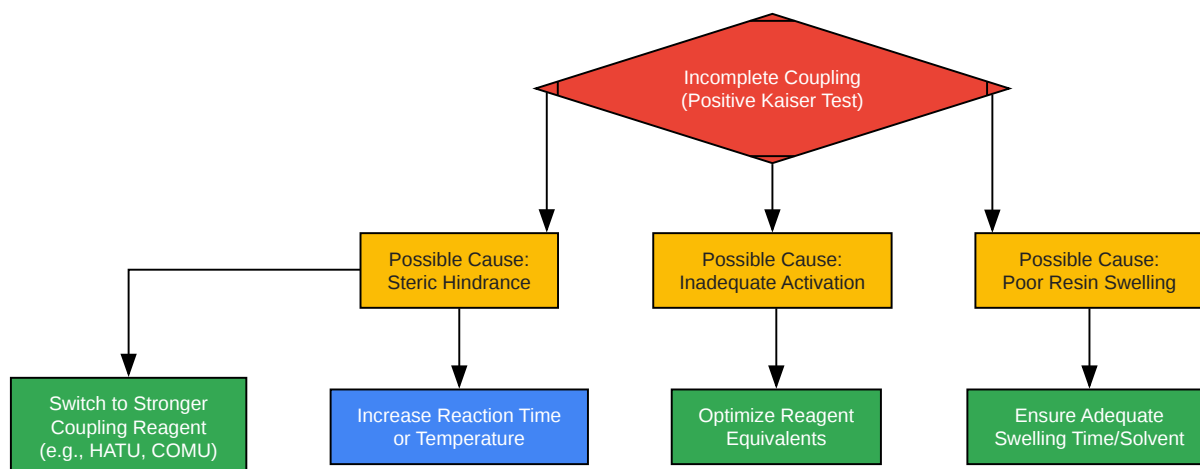 Incomplete Coupling
(Positive Kaiser Test)
Possible Cause:
Steric Hindrance
Possible Cause:
Inadequate Activation
Possible Cause:
Poor Resin Swelling
Switch to Stronger
Coupling Reagent
(e.g., HATU, COMU)
Increase Reaction Time
or Temperature
Optimize Reagent
Equivalents
Ensure Adequate
Swelling Time/Solvent